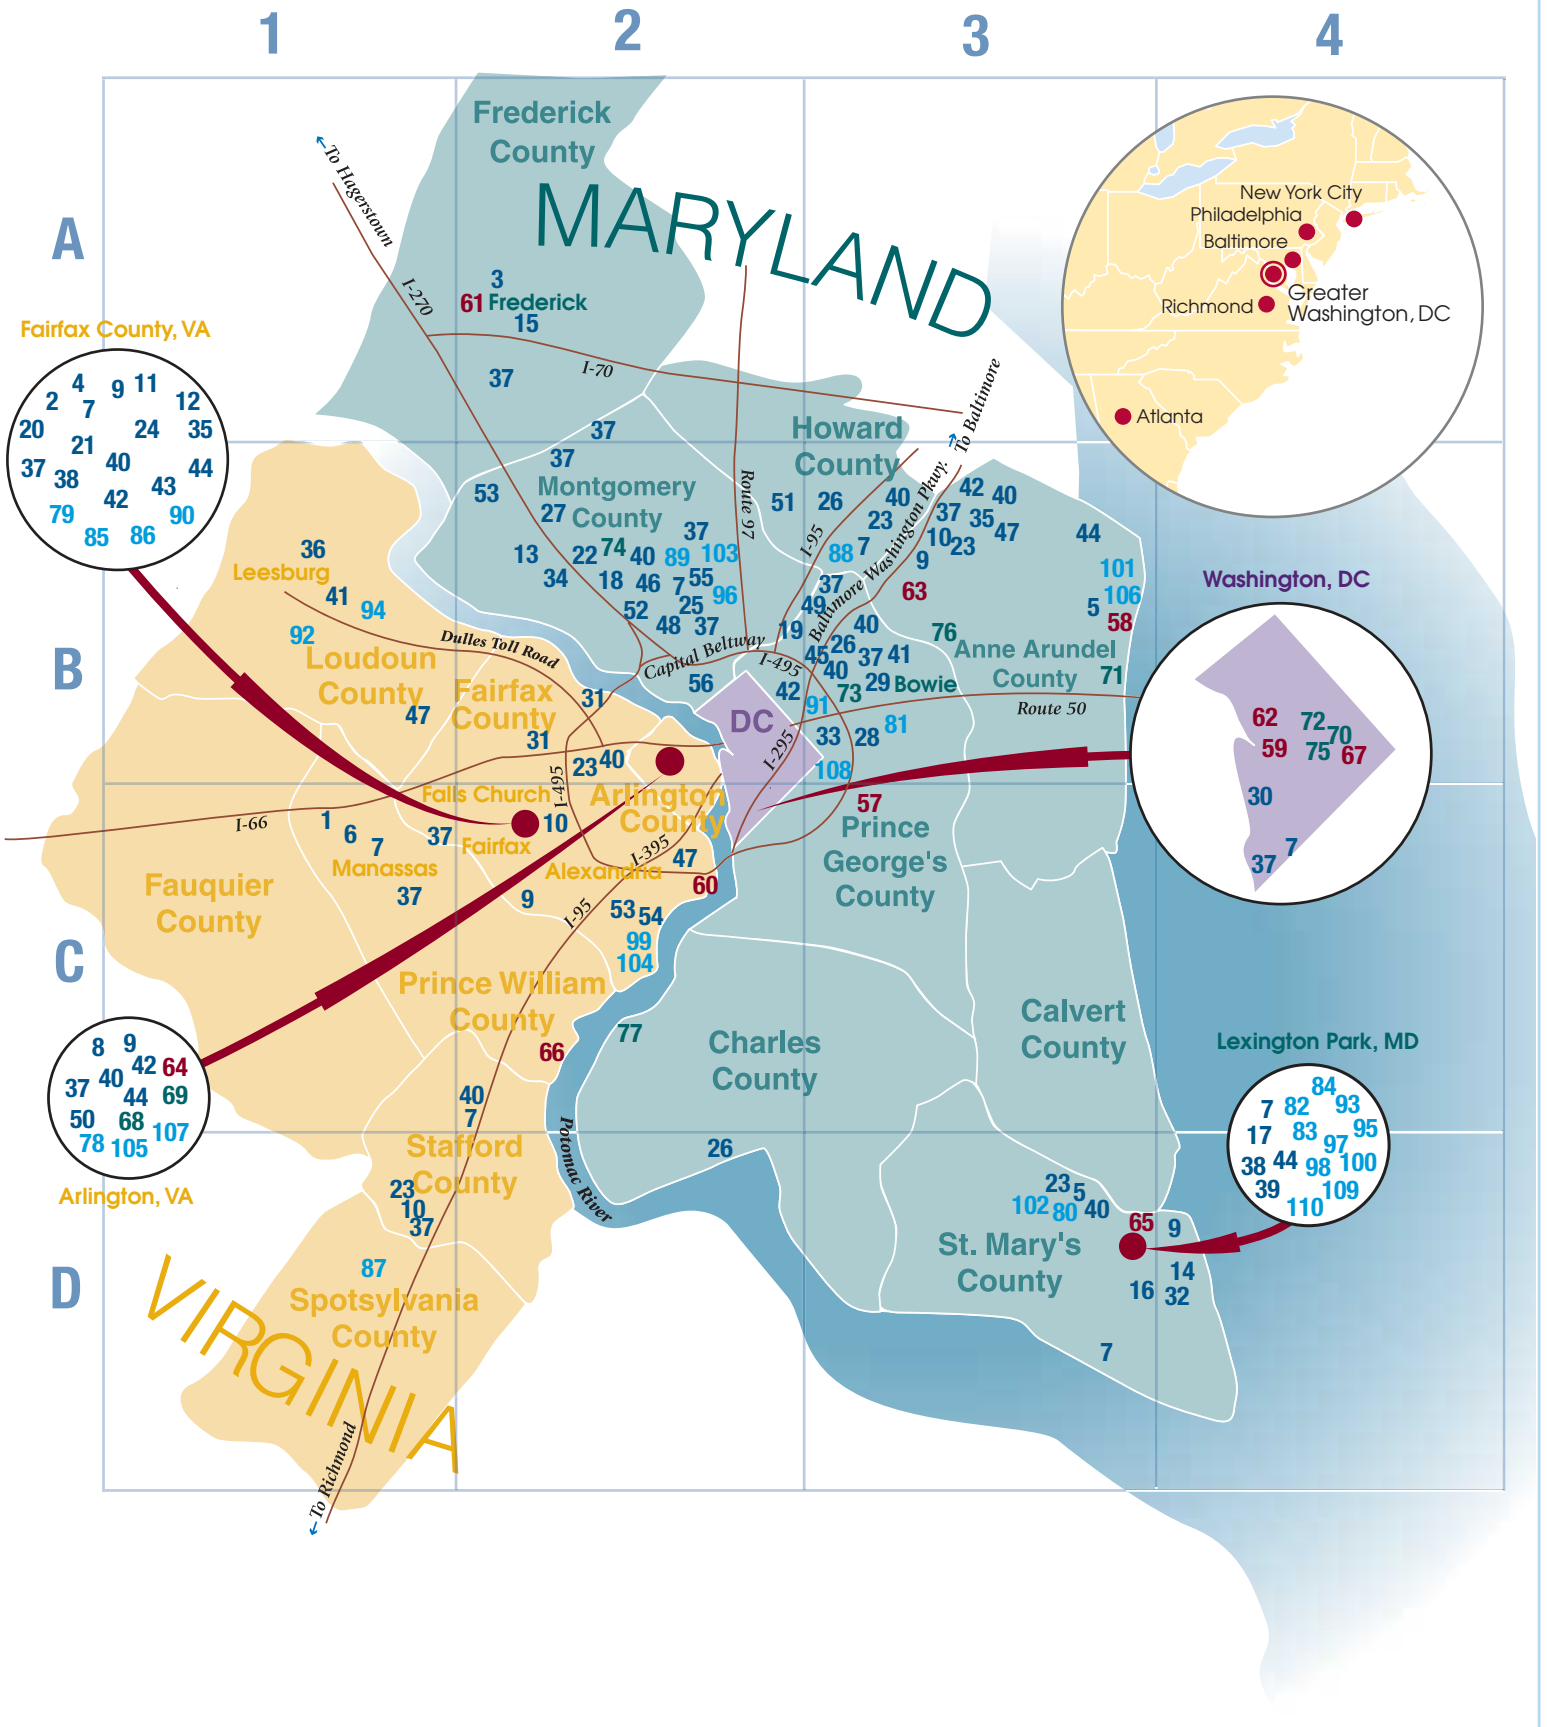 1
2
3
4
A
B
C
D
Frederick
County
MARYLAND
← To Hagerstown
I-270
3
61 Frederick
15
37
I-70
37
New York City
Philadelphia
Baltimore
Greater
Washington, DC
Richmond
Atlanta
Fairfax County, VA
4 9 11
2 7 12
20 21 24 35
37 38 40 44
42 43
79 90
85 86
Howard
County
To Baltimore →
37
53
Montgomery
County
27
Route 97
37
13 22 74 40 89 103
34 18 46 7 55
52 25 96
48 37
51 26 40
23
I-95
88 7
Baltimore Washington Pkwy.
42 40
37 35
10 23 47
9
44
63
101
106
5
58
37
49
19
40
26
45 37 41
40
76
Anne Arundel
County
71
29 Bowie
73
Route 50
Capital Beltway
I-495
56
42
91
81
33 28
108
DC
I-295
36
Leesburg
41 94
92
Dulles Toll Road
Loudoun
County
47
Fairfax
County
31
31
23 40
I-495
Falls Church
Arlington
County
10
Fairfax
I-66
1
6
7
37
Manassas
37
Alexandria
I-395
47
60
9
I-95
53 54
99
104
Fauquier
County
Prince William
County
66
57
Prince
George's
County
Washington, DC
62 72 70
59 75 67
30
7
37
Arlington, VA
8 9
42 64
37 40 44 69
50 68
78 105 107
40
7
Stafford
County
23
10
37
87
Spotsylvania
County
VIRGINIA
← To Richmond
Potomac River
77
Charles
County
26
Calvert
County
Lexington Park, MD
84
7 82 93
17 83 95
97
38 44 98 100
39 109
110
23 5
102 80 40
65 9
St. Mary's
County
14
16 32
7